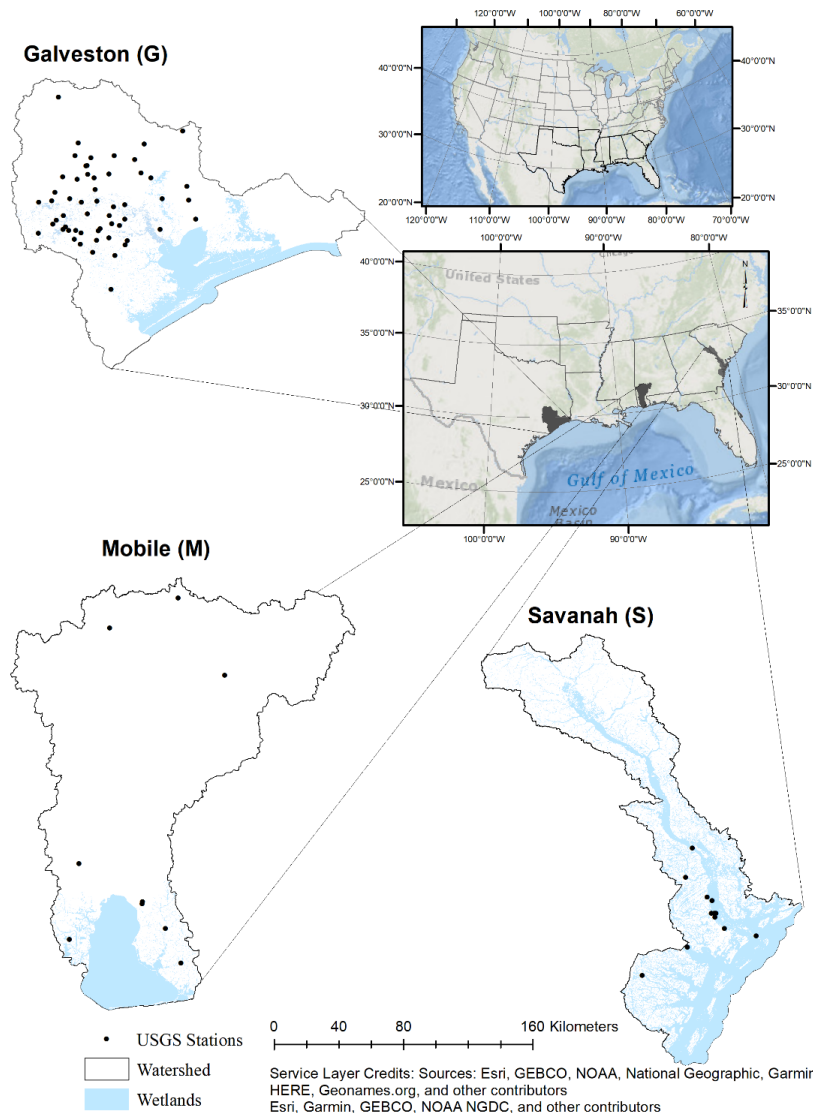 Galveston (G)
120°0'0"W 100°0'0"W 80°0'0"W 60°0'0"W
40°0'0"N 40°0'0"N
30°0'0"N 30°0'0"N
20°0'0"N 20°0'0"N
120°0'0"W 110°0'0"W 100°0'0"W 90°0'0"W 80°0'0"W 70°0'0"W
100°0'0"W 90°0'0"W 80°0'0"W
40°0'0"N
35°0'0"N 35°0'0"N
30°0'0"N 30°0'0"N
25°0'0"N 25°0'0"N
N
United States
Chicago
Mexico
Gulf of Mexico
Mexico
Basin
100°0'0"W 90°0'0"W
Mobile (M)
Savanah (S)
USGS Stations
Watershed
Wetlands
0 40 80 160 Kilometers
Service Layer Credits: Sources: Esri, GEBCO, NOAA, National Geographic, Garmin
HERE, Geonames.org, and other contributors
Esri, Garmin, GEBCO, NOAA NGDC, and other contributors